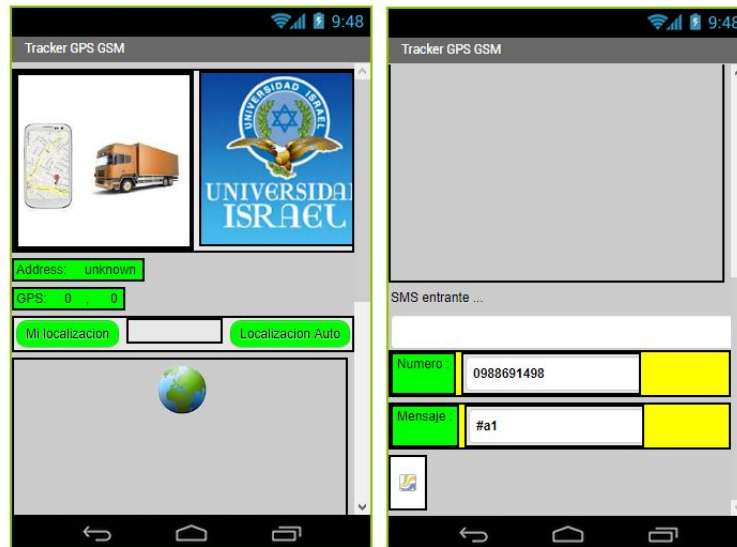 9:48
Tracker GPS GSM
UNIVERSIDAD ISRAEL
UNIVERSIDA
ISRAEL
Address: unknown
GPS: 0 , 0
Mi localizacion
Localizacion Auto
9:48
Tracker GPS GSM
SMS entrante ...
Numero :
0988691498
Mensaje :
#a1